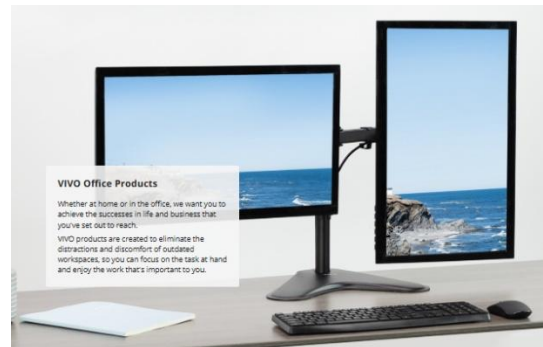 VIVO Office Products
Whether at home or in the office, we want you to
achieve the successes in life and business that
you've set out to reach.
VIVO products are created to eliminate the
distractions and discomfort of outdated
workspaces, so you can focus on the task at hand
and enjoy the work that's important to you.